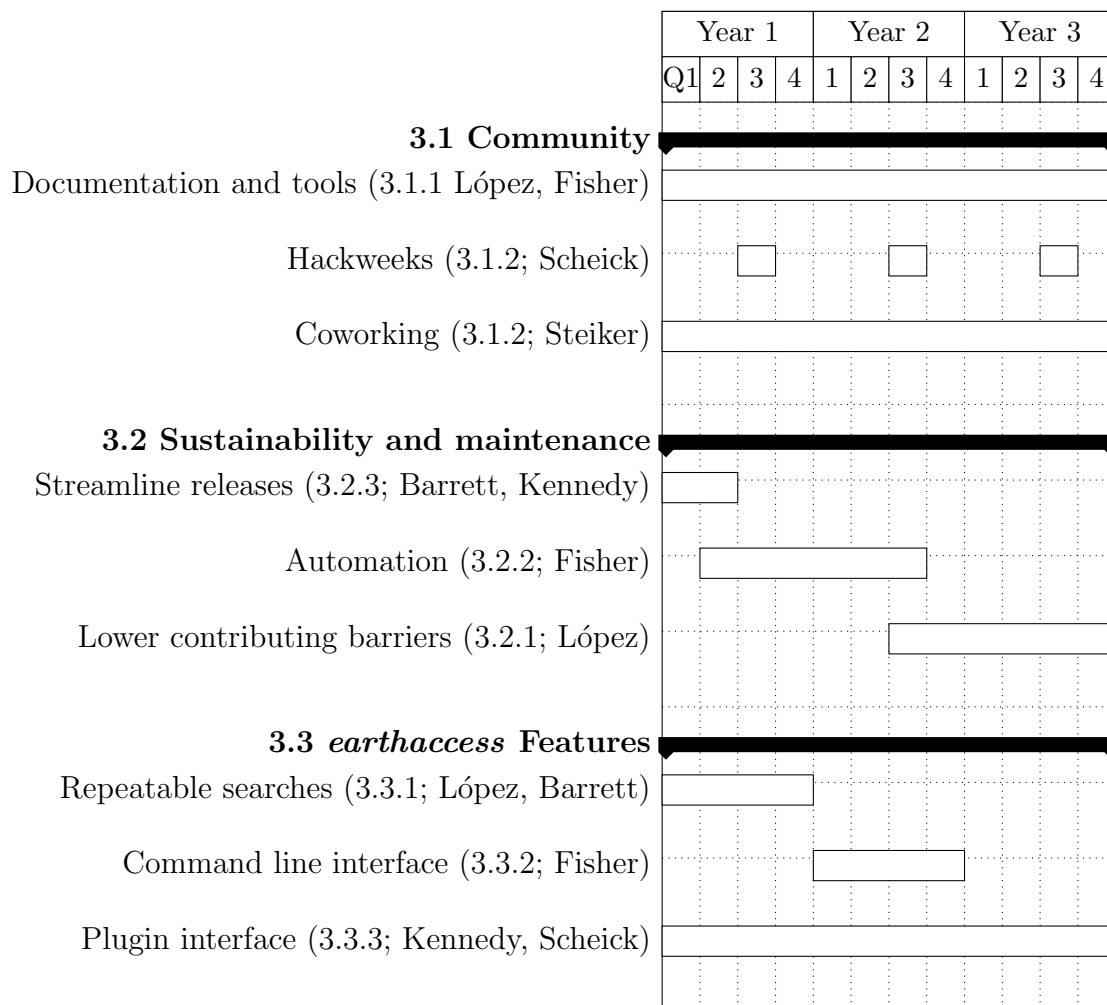 Year 1 Year 2 Year 3
Q1 2 3 4 1 2 3 4 1 2 3 4
3.1 Community
Documentation and tools (3.1.1 López, Fisher)
Hackweeks (3.1.2; Scheick)
Coworking (3.1.2; Steiker)
3.2 Sustainability and maintenance
Streamline releases (3.2.3; Barrett, Kennedy)
Automation (3.2.2; Fisher)
Lower contributing barriers (3.2.1; López)
3.3 earthaccess Features
Repeatable searches (3.3.1; López, Barrett)
Command line interface (3.3.2; Fisher)
Plugin interface (3.3.3; Kennedy, Scheick)